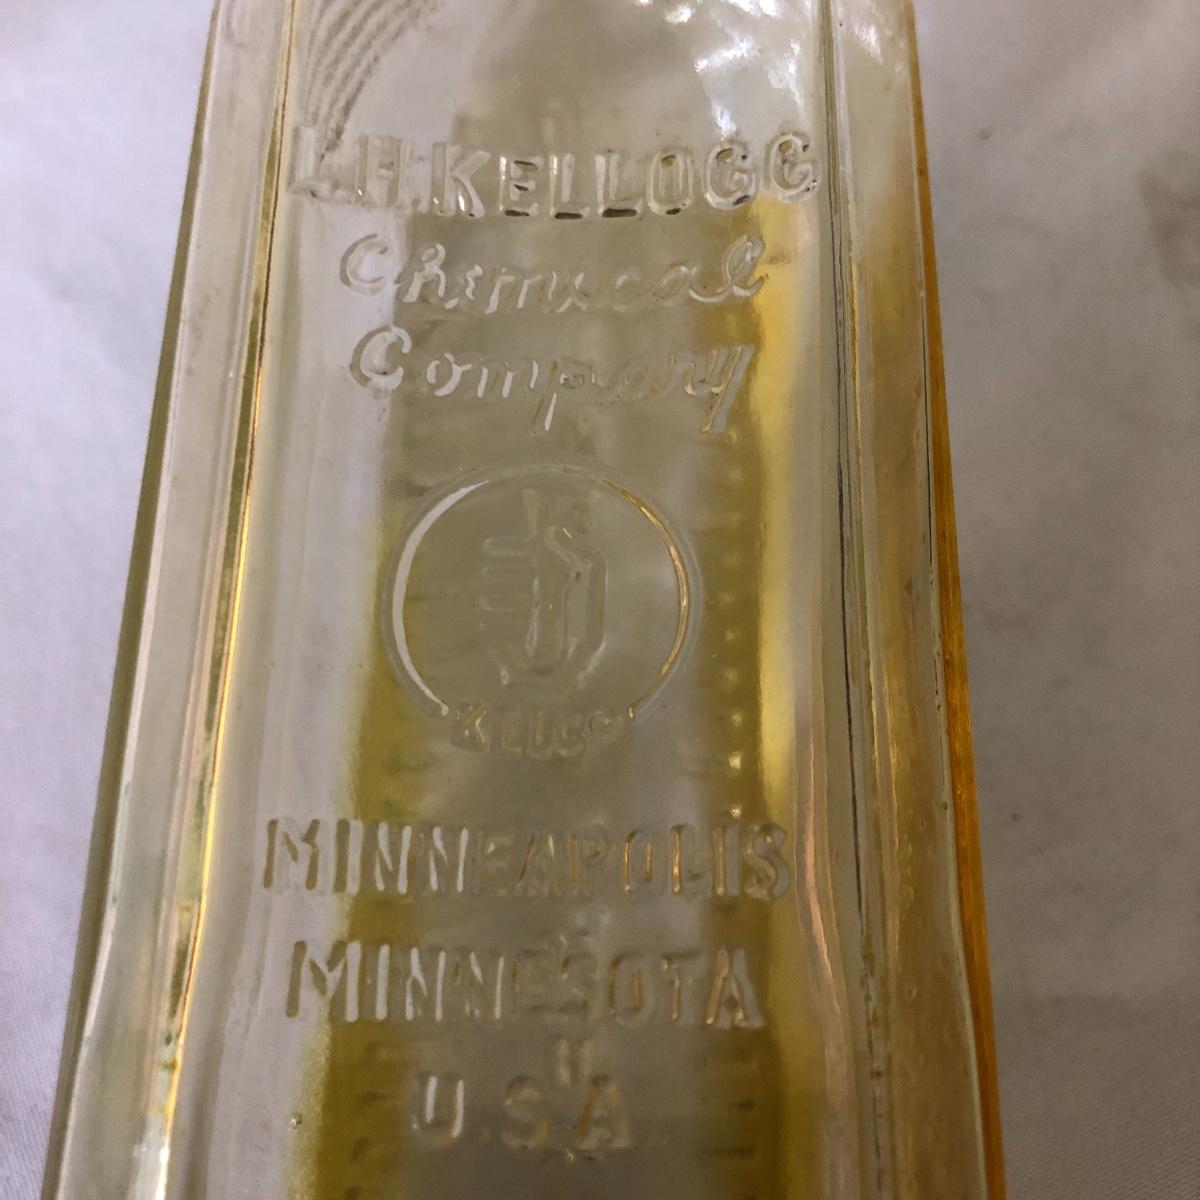 L.H.KELLOGG
Chemical
Company
KELCO
MINNEAPOLIS
MINNESOTA
U.S.A